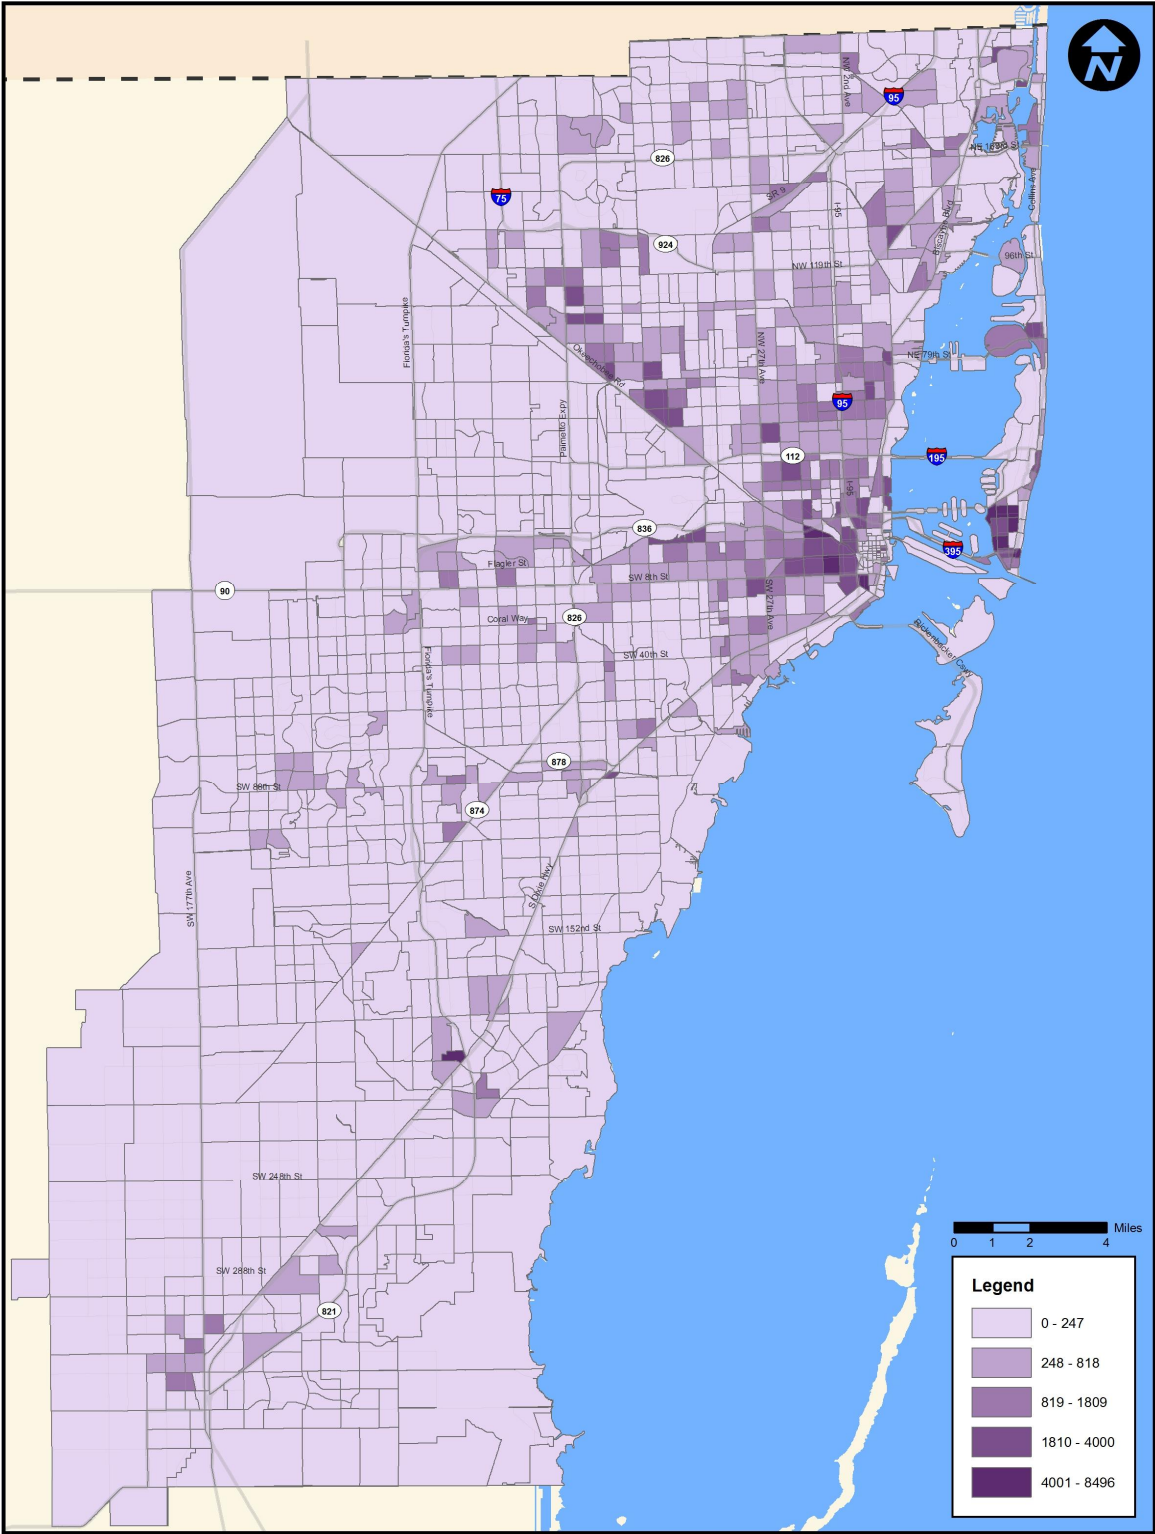 N
NW 2nd Ave
95
NE 163rd St
826
SR 9
Collins Ave
75
I-95
Biscayne Blvd
924
96th St
NW 119th St
Florida's Turnpike
NW 27th Ave
NE 79th St
Okeechobee Rd
95
Palmetto Expy
112
195
I-95
836
395
Flagler St
SW 8th St
90
SW 27th Ave
Coral Way
826
Rickenbacker Cswy
SW 40th St
Florida's Turnpike
878
SW 88th St
874
SW 177th Ave
S Dixie Hwy
SW 152nd St
SW 248th St
Miles
0 1 2 4
SW 288th St
821
Legend
0 - 247
248 - 818
819 - 1809
1810 - 4000
4001 - 8496